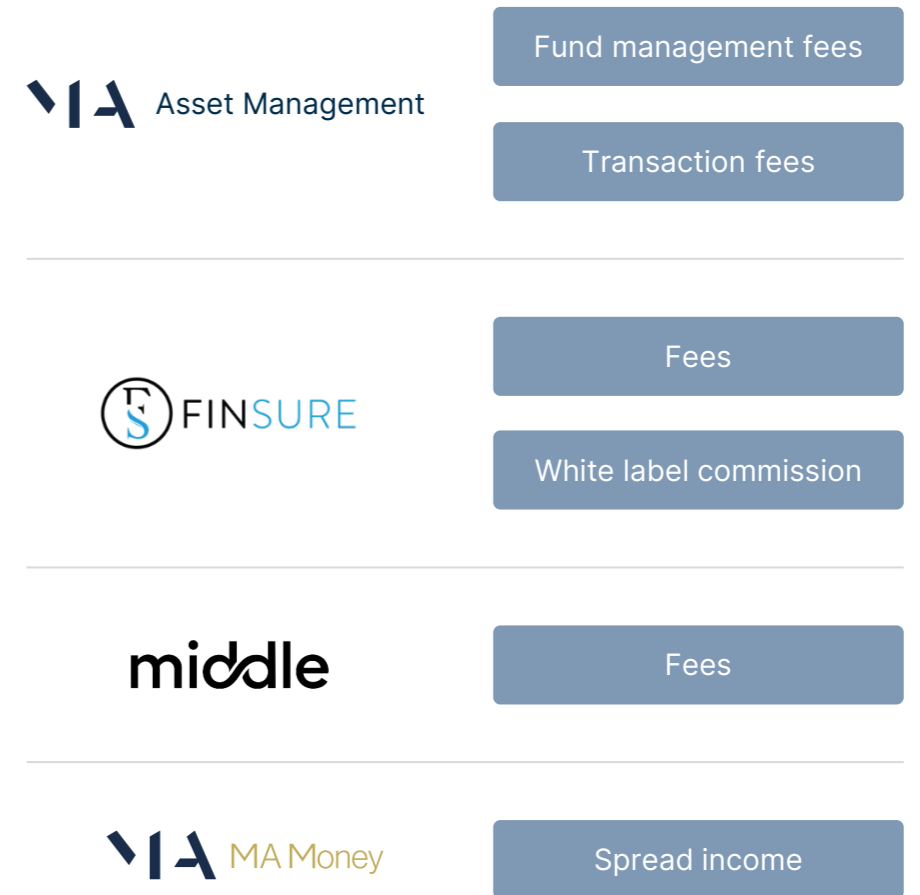 MA Asset Management
Fund management fees
Transaction fees
FS FINSURE
Fees
White label commission
middle
Fees
MA MA Money
Spread income